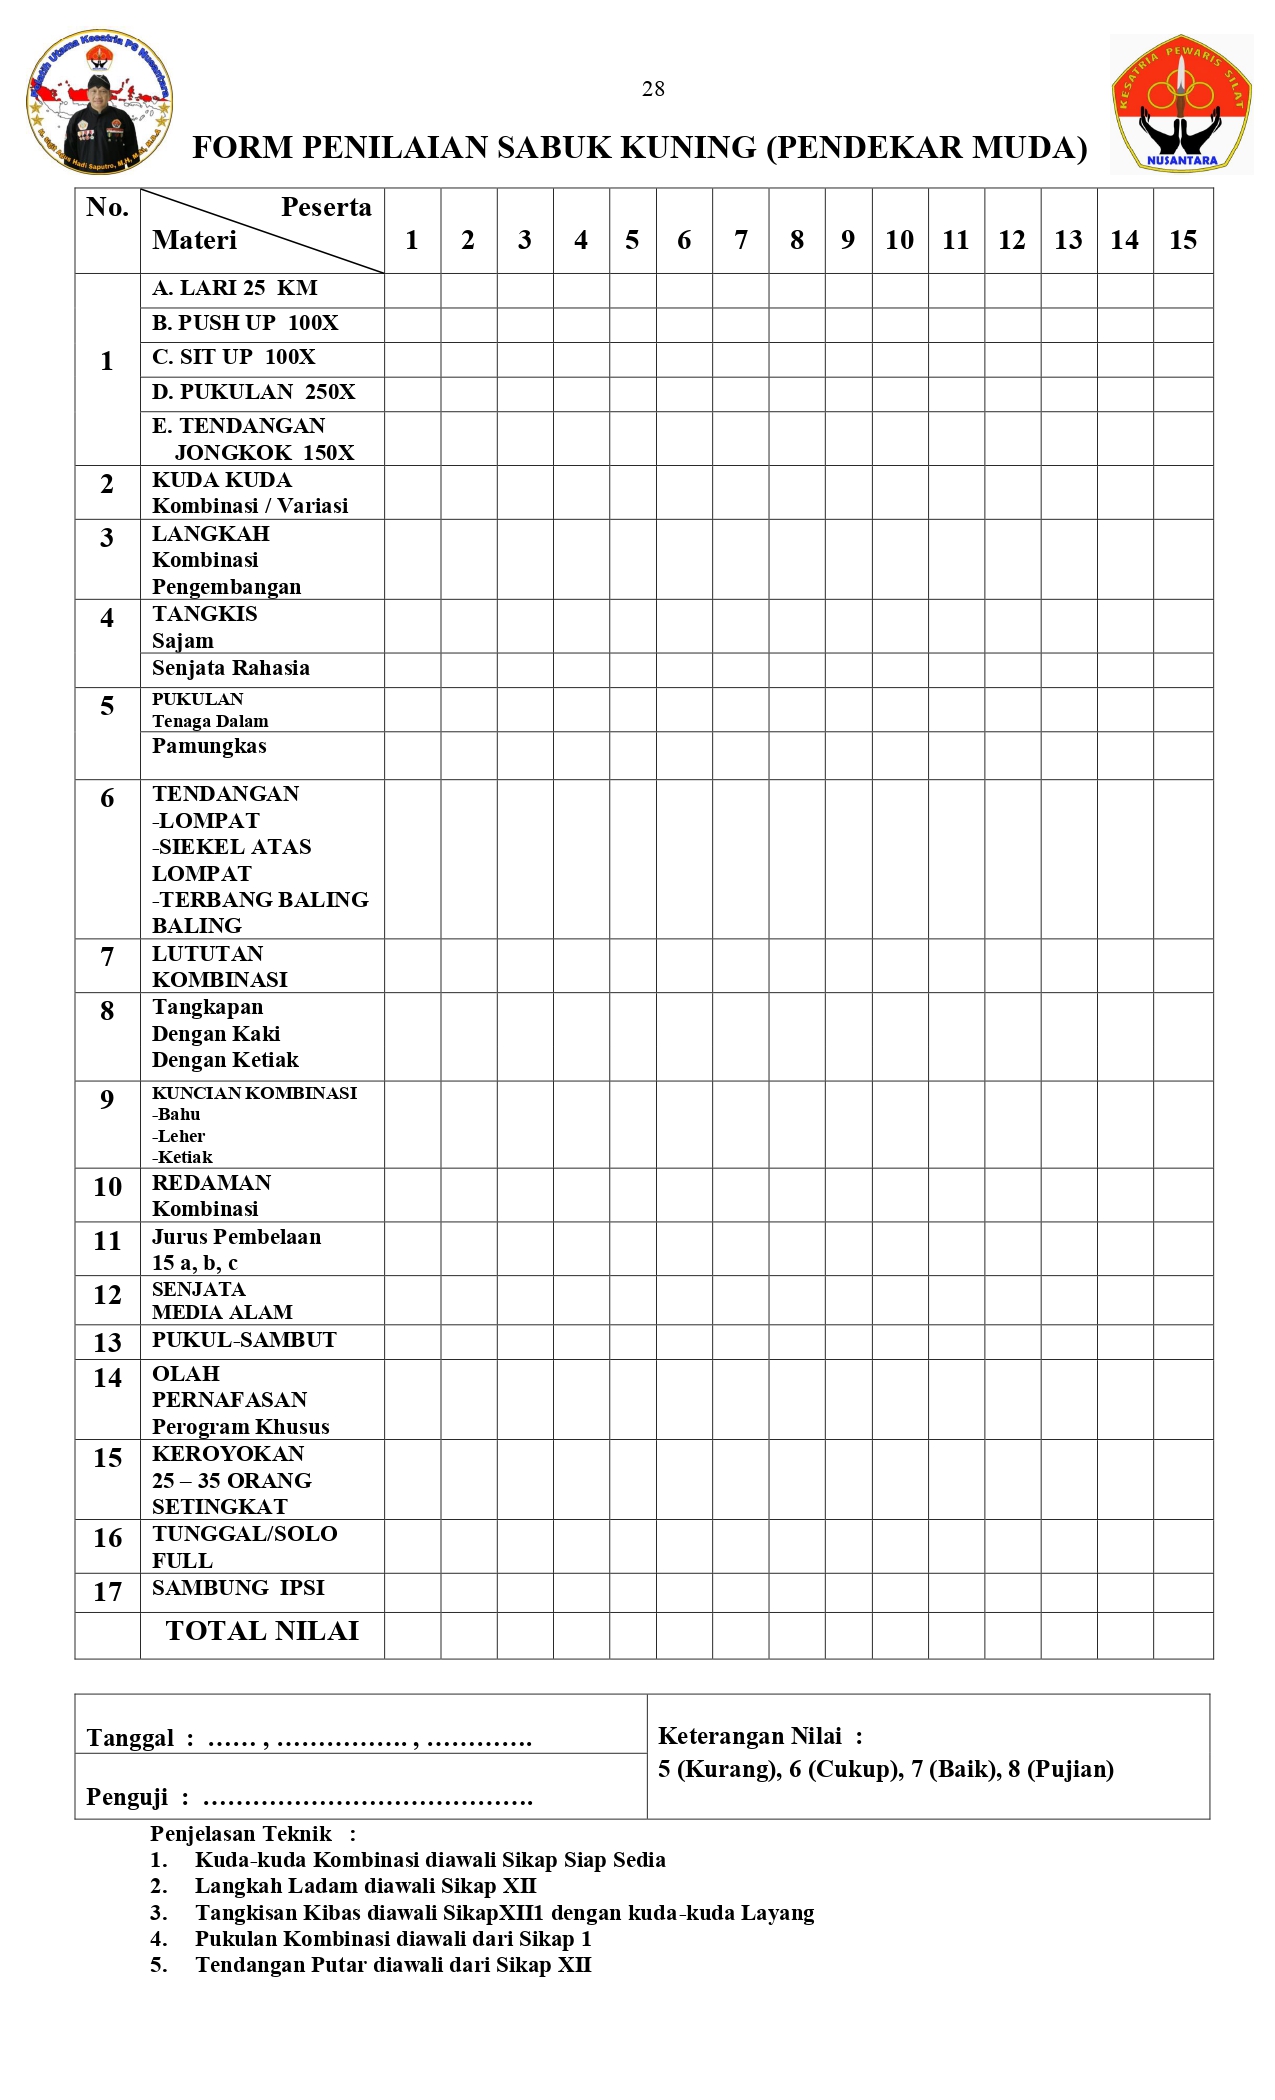 Pelatih Utama Kesatria PS Nusantara
28
KESATRIA PEWARIS SILAT
NUSANTARA
FORM PENILAIAN SABUK KUNING (PENDEKAR MUDA)
No. Peserta
Materi 1 2 3 4 5 6 7 8 9 10 11 12 13 14 15
A. LARI 25 KM
B. PUSH UP 100X
1 C. SIT UP 100X
D. PUKULAN 250X
E. TENDANGAN
JONGKOK 150X
2 KUDA KUDA
Kombinasi / Variasi
3 LANGKAH
Kombinasi
Pengembangan
4 TANGKIS
Sajam
Senjata Rahasia
5 PUKULAN
Tenaga Dalam
Pamungkas
6 TENDANGAN
-LOMPAT
-SIEKEL ATAS
LOMPAT
-TERBANG BALING
BALING
7 LUTUTAN
KOMBINASI
8 Tangkapan
Dengan Kaki
Dengan Ketiak
9 KUNCIAN KOMBINASI
-Bahu
-Leher
-Ketiak
10 REDAMAN
Kombinasi
11 Jurus Pembelaan
15 a, b, c
12 SENJATA
MEDIA ALAM
13 PUKUL-SAMBUT
14 OLAH
PERNAFASAN
Perogram Khusus
15 KEROYOKAN
25 – 35 ORANG
SETINGKAT
16 TUNGGAL/SOLO
FULL
17 SAMBUNG IPSI
TOTAL NILAI
Tanggal : …… , ……………. , ………….
Keterangan Nilai :
5 (Kurang), 6 (Cukup), 7 (Baik), 8 (Pujian)
Penguji : ………………………………….
Penjelasan Teknik :
1. Kuda-kuda Kombinasi diawali Sikap Siap Sedia
2. Langkah Ladam diawali Sikap XII
3. Tangkisan Kibas diawali SikapXII1 dengan kuda-kuda Layang
4. Pukulan Kombinasi diawali dari Sikap 1
5. Tendangan Putar diawali dari Sikap XII